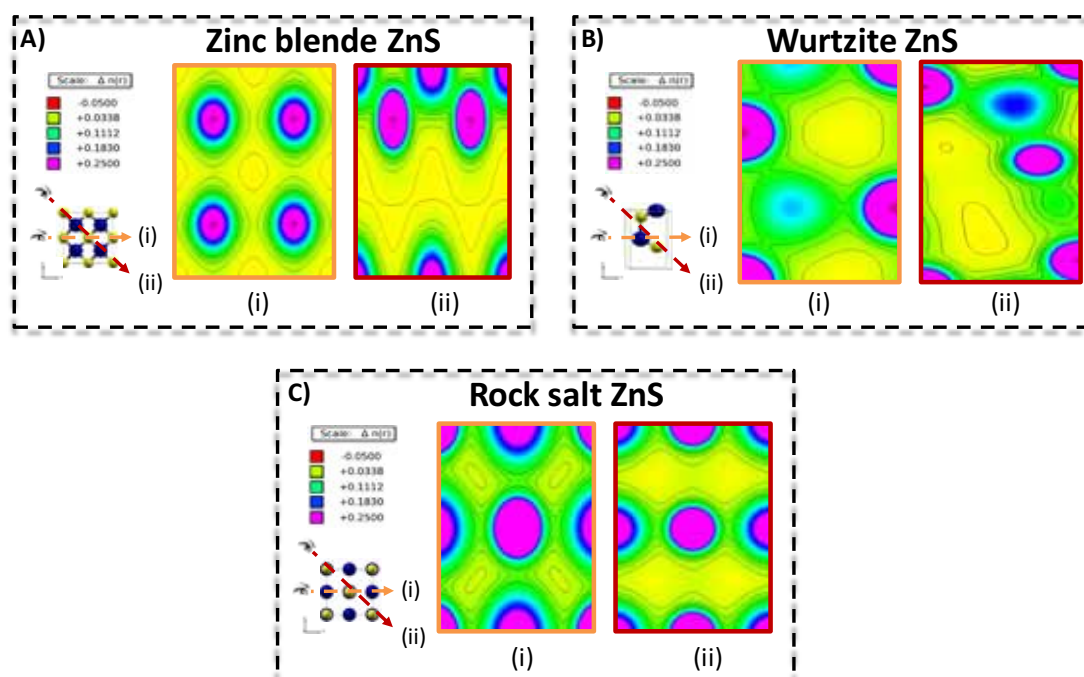 A)
Zinc blende ZnS
Scale: Δ n(r)
-0.0500
+0.0338
+0.1112
+0.1830
+0.2500
(i)
(ii)
(i)
(ii)
B)
Wurtzite ZnS
Scale: Δ n(r)
-0.0500
+0.0338
+0.1112
+0.1830
+0.2500
(i)
(ii)
(i)
(ii)
C)
Rock salt ZnS
Scale: Δ n(r)
-0.0500
+0.0338
+0.1112
+0.1830
+0.2500
(i)
(ii)
(i)
(ii)